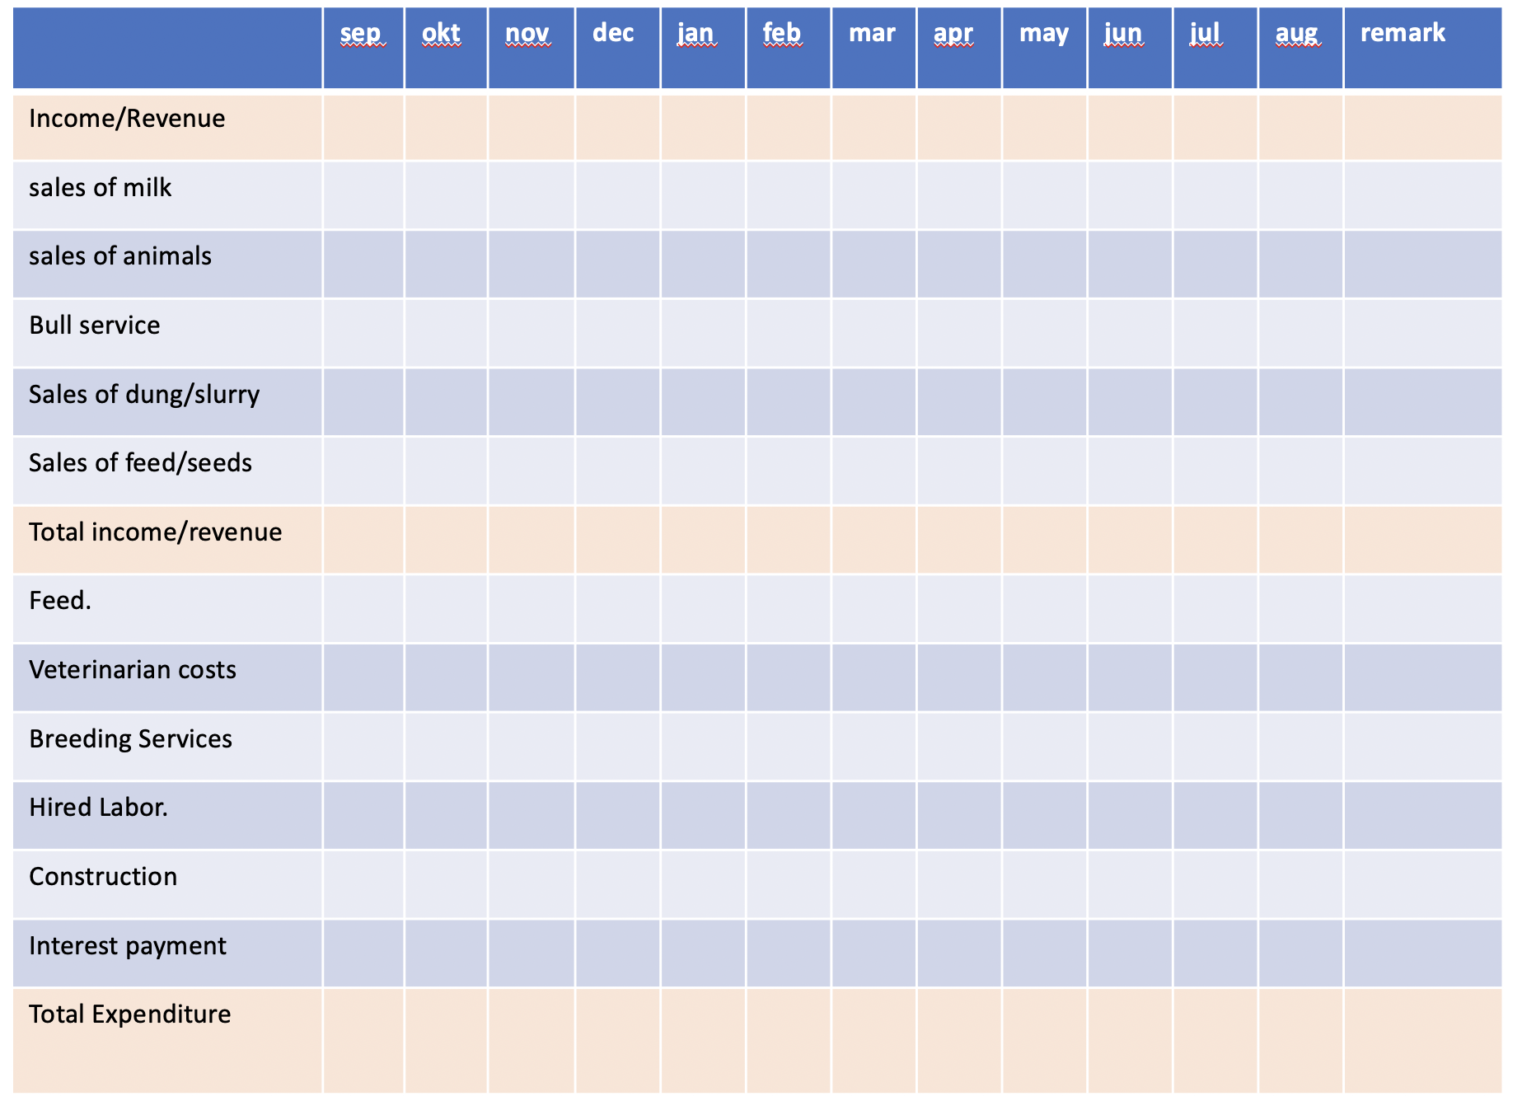 sep okt nov dec jan feb mar apr may jun jul aug remark
Income/Revenue
sales of milk
sales of animals
Bull service
Sales of dung/slurry
Sales of feed/seeds
Total income/revenue
Feed.
Veterinarian costs
Breeding Services
Hired Labor.
Construction
Interest payment
Total Expenditure